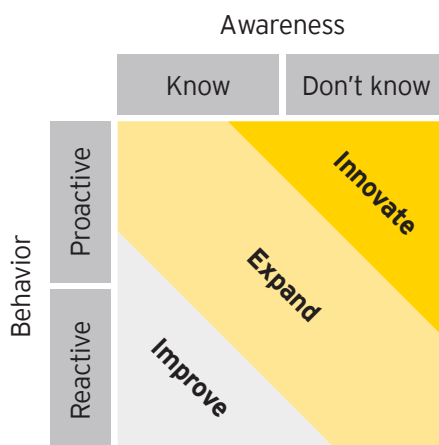 Awareness
Know
Don't know
Behavior
Proactive
Reactive
Innovate
Expand
Improve